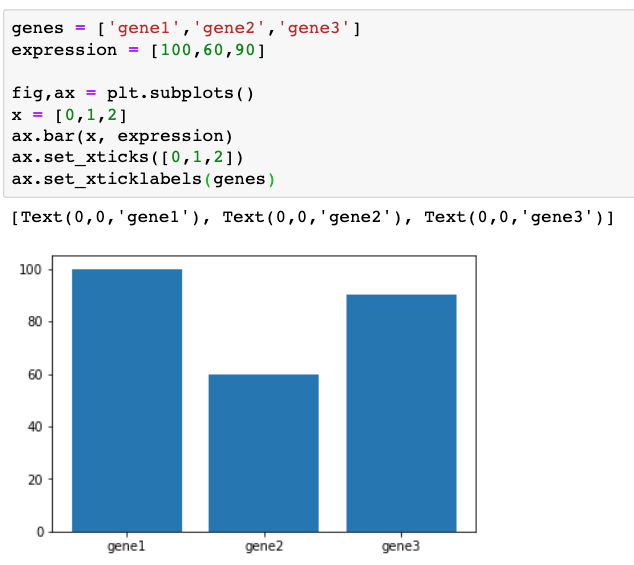 genes = ['gene1','gene2','gene3']
expression = [100,60,90]
fig,ax = plt.subplots()
x = [0,1,2]
ax.bar(x, expression)
ax.set_xticks([0,1,2])
ax.set_xticklabels(genes)
[Text(0,0,'gene1'), Text(0,0,'gene2'), Text(0,0,'gene3')]
100
80
60
40
20
0
gene1 gene2 gene3